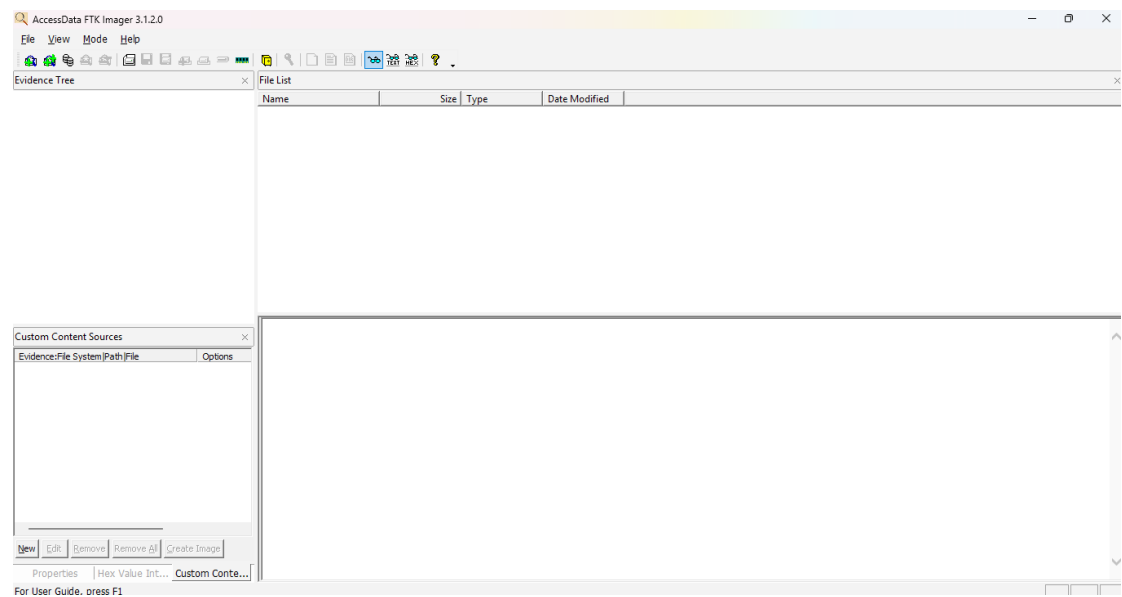 AccessData FTK Imager 3.1.2.0
File View Mode Help
TEXT HEX
Evidence Tree
File List
Name Size Type Date Modified
Custom Content Sources
Evidence:File System|Path|File Options
New Edit Remove Remove All Create Image
Properties Hex Value Int... Custom Conte...
For User Guide, press F1